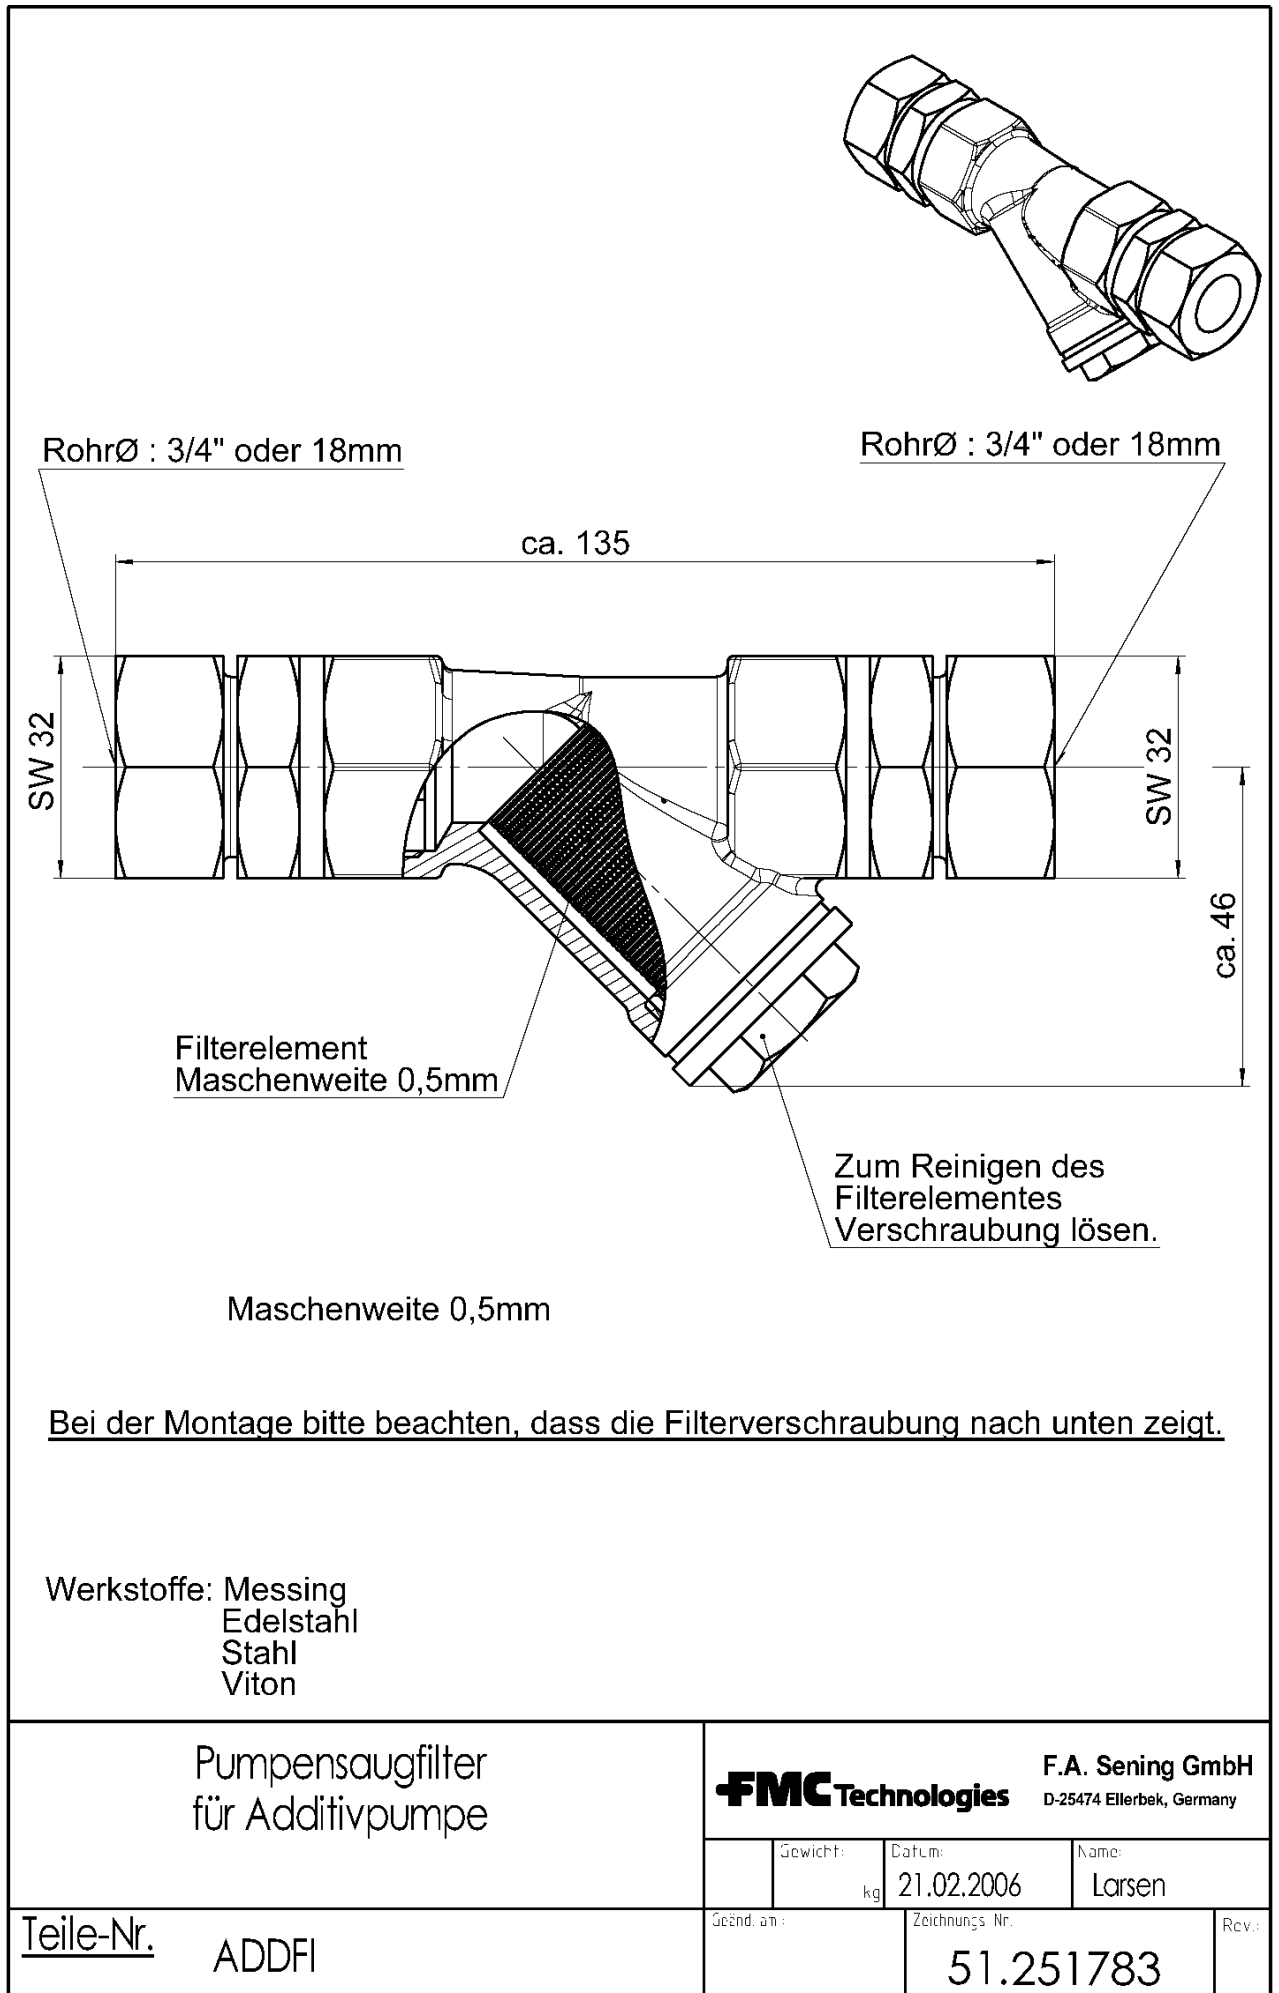 RohrØ : 3/4" oder 18mm
RohrØ : 3/4" oder 18mm
ca. 135
SW 32
SW 32
ca. 46
Filterelement
Maschenweite 0,5mm
Zum Reinigen des
Filterelementes
Verschraubung lösen.
Maschenweite 0,5mm
Bei der Montage bitte beachten, dass die Filterverschraubung nach unten zeigt.
Werkstoffe: Messing
Edelstahl
Stahl
Viton
Pumpensaugfilter
für Additivpumpe
FMC Technologies
F.A. Sening GmbH
D-25474 Ellerbek, Germany
Gewicht:
kg
Datum:
21.02.2006
Name:
Larsen
Teile-Nr.
ADDFI
Geänd. am :
Zeichnungs Nr.
51.251783
Rev.: